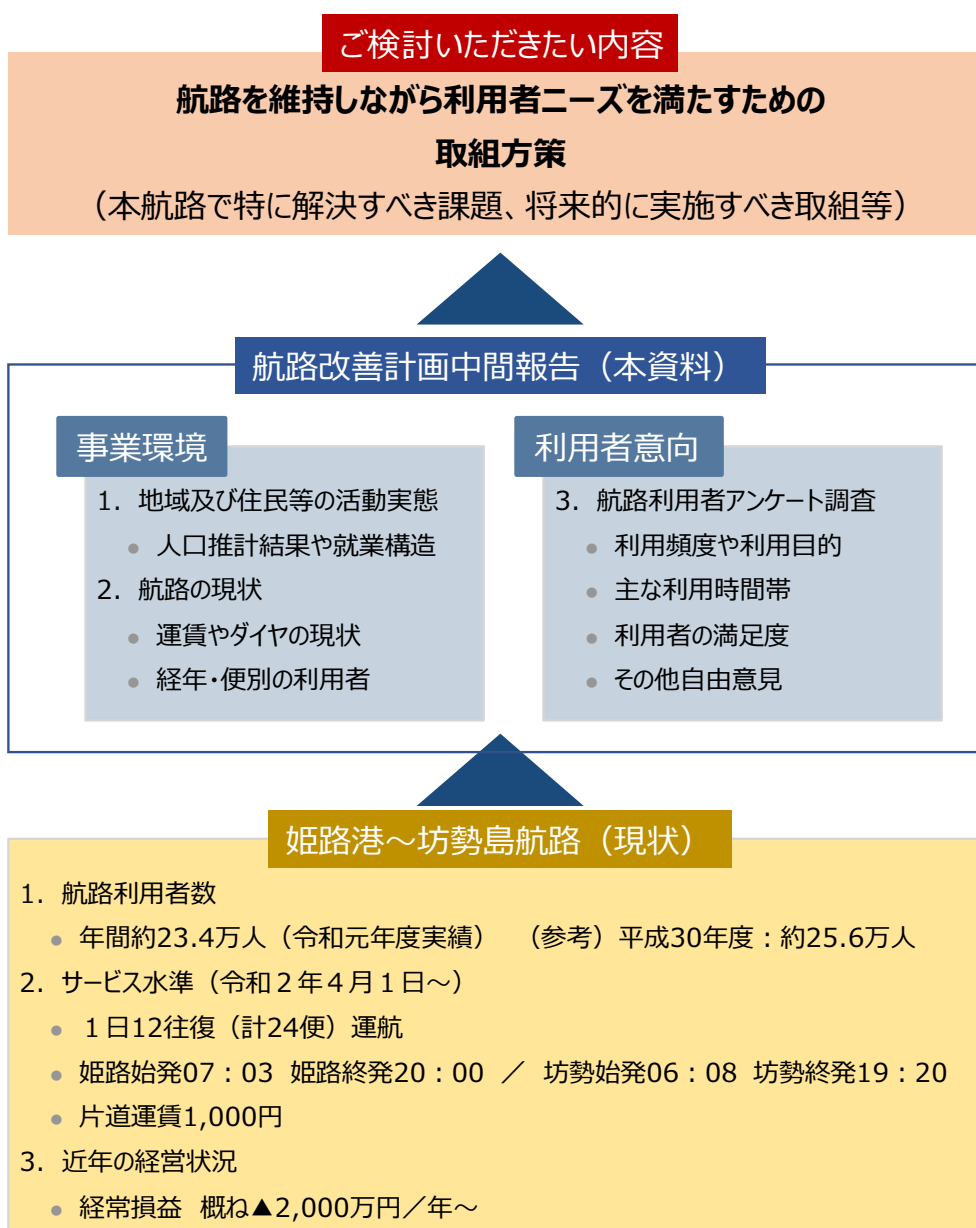 ご検討いただきたい内容
航路を維持しながら利用者ニーズを満たすための
取組方策
（本航路で特に解決すべき課題、将来的に実施すべき取組等）
航路改善計画中間報告（本資料）
事業環境
1. 地域及び住民等の活動実態
● 人口推計結果や就業構造
2. 航路の現状
● 運賃やダイヤの現状
● 経年・便別の利用者
利用者意向
3. 航路利用者アンケート調査
● 利用頻度や利用目的
● 主な利用時間帯
● 利用者の満足度
● その他自由意見
姫路港～坊勢島航路（現状）
1. 航路利用者数
● 年間約23.4万人（令和元年度実績） （参考）平成30年度：約25.6万人
2. サービス水準（令和２年４月１日～）
● １日12往復（計24便）運航
● 姫路始発07：03 姫路終発20：00 ／ 坊勢始発06：08 坊勢終発19：20
● 片道運賃1,000円
3. 近年の経営状況
● 経常損益 概ね▲2,000万円／年～